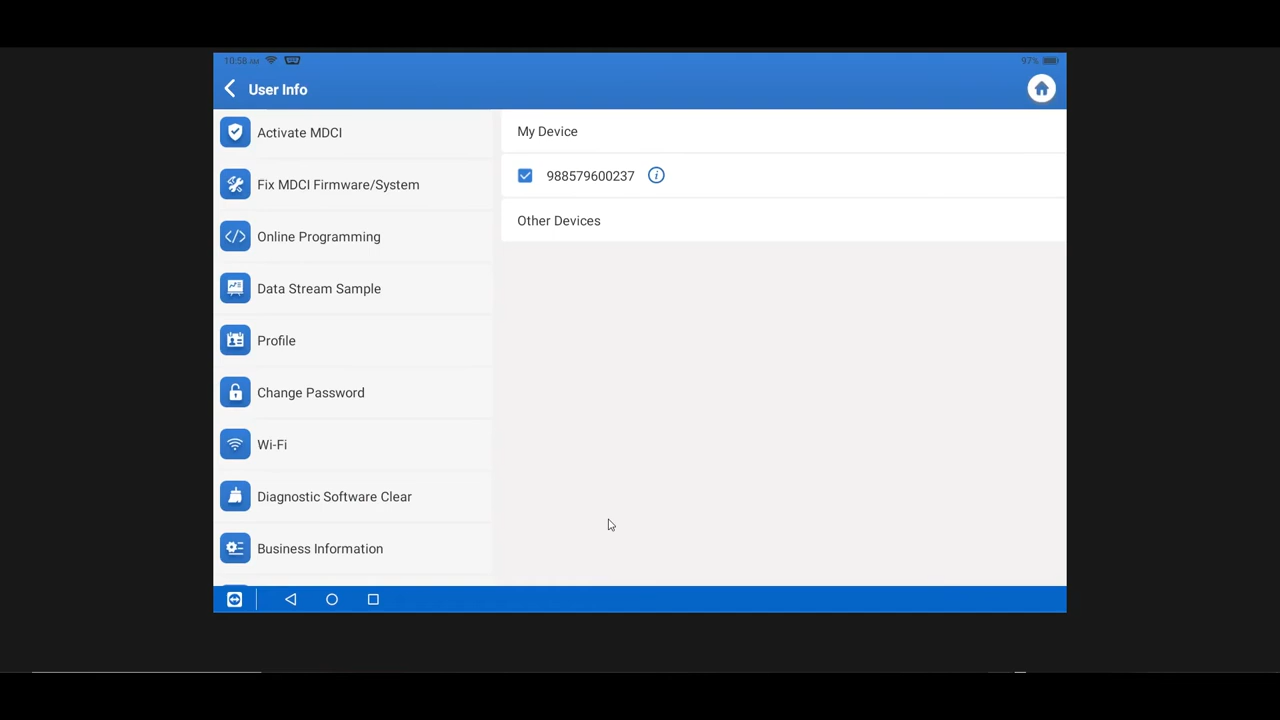 10:58 AM
97%
User Info
Activate MDCI
Fix MDCI Firmware/System
Online Programming
Data Stream Sample
Profile
Change Password
Wi-Fi
Diagnostic Software Clear
Business Information
My Device
988579600237
Other Devices